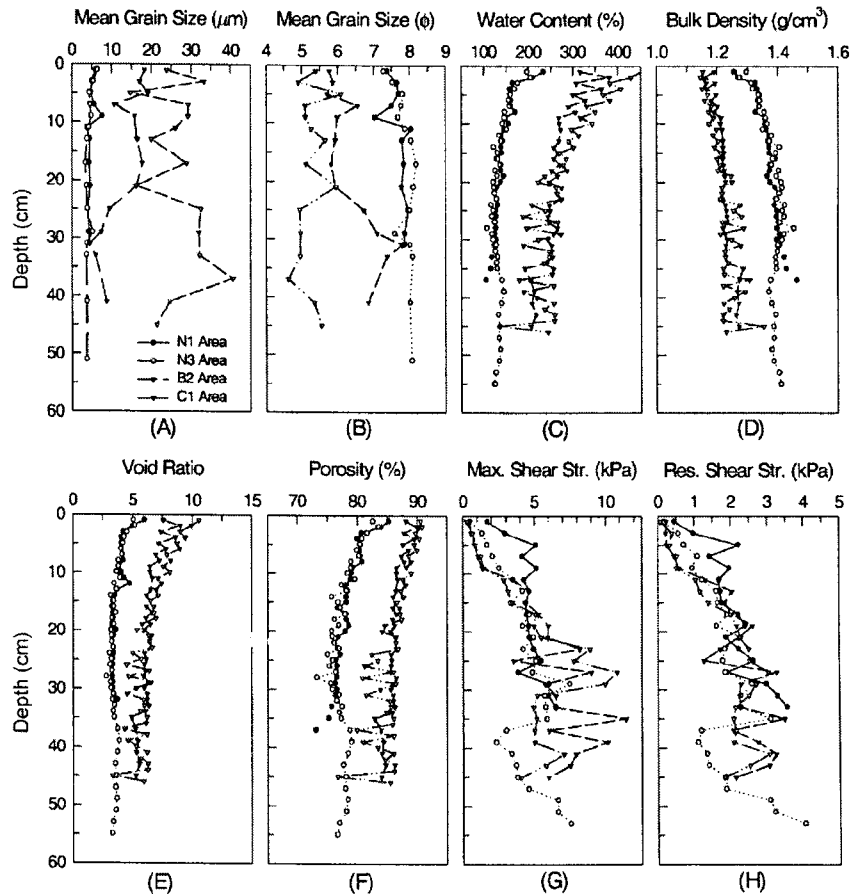 Mean Grain Size (μm)
Mean Grain Size (ϕ)
Water Content (%)
Bulk Density (g/cm³)
0 10 20 30 40
4 5 6 7 8 9
100 200 300 400
1.0 1.2 1.4 1.6
0
10
20
30
40
50
60
Depth (cm)
N1 Area
N3 Area
B2 Area
C1 Area
(A)
(B)
(C)
(D)
Void Ratio
Porosity (%)
Max. Shear Str. (kPa)
Res. Shear Str. (kPa)
0 5 10 15
70 80 90
0 5 10
0 1 2 3 4 5
0
10
20
30
40
50
60
Depth (cm)
(E)
(F)
(G)
(H)